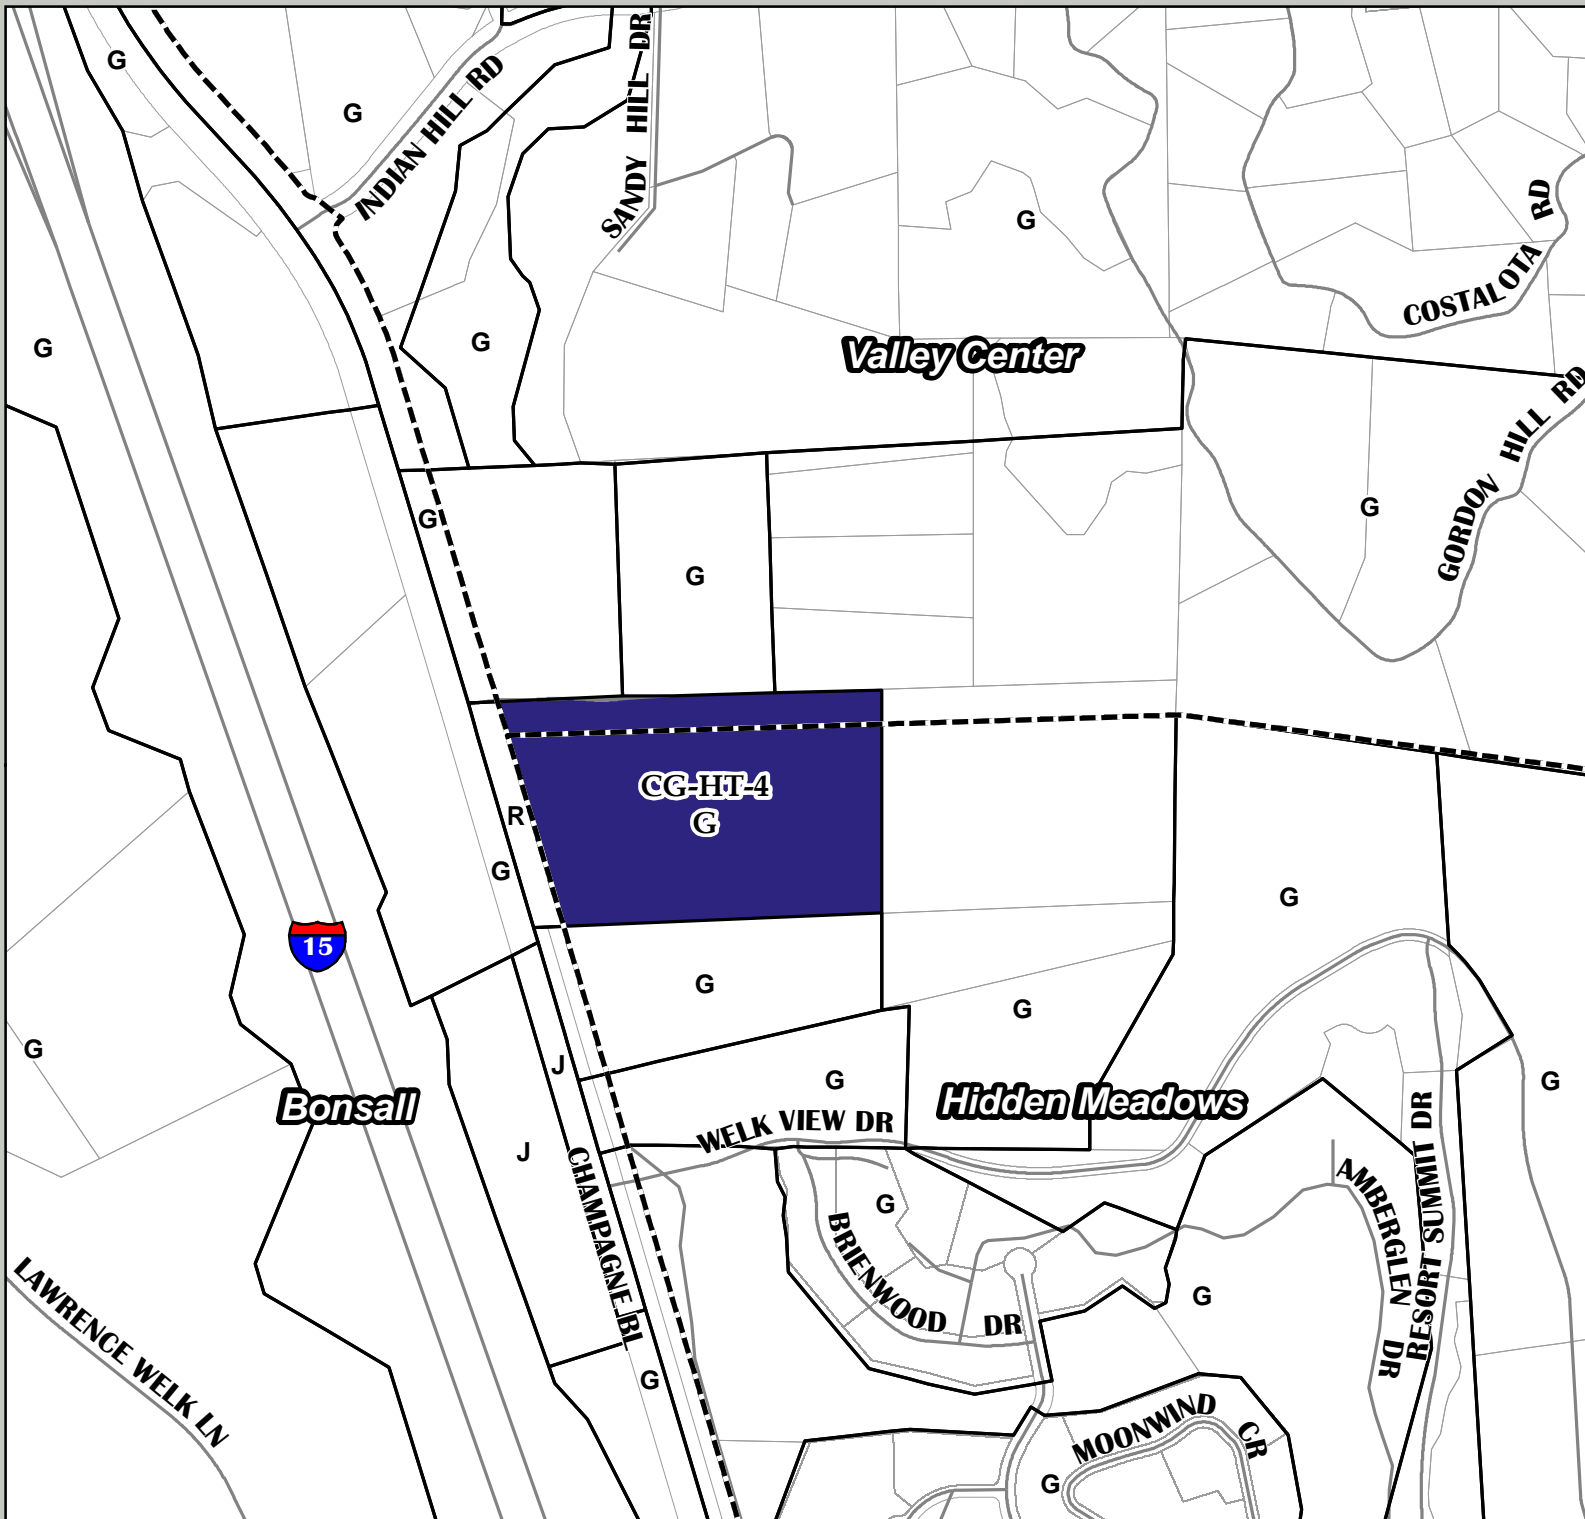 G
G
INDIAN HILL RD
SANDY HILL DR
G
COSTALOTA RD
G
G
Valley Center
GORDON HILL RD
G
G
G
CG-HT-4
G
R
G
G
15
G
G
G
J
G
G
Bonsall
Hidden Meadows
WELK VIEW DR
J
CHAMPAGNE BL
G
BRIENWOOD DR
AMBERGLEN DR
RESORT SUMMIT DR
G
LAWRENCE WELK LN
G
MOONWIND CR
G